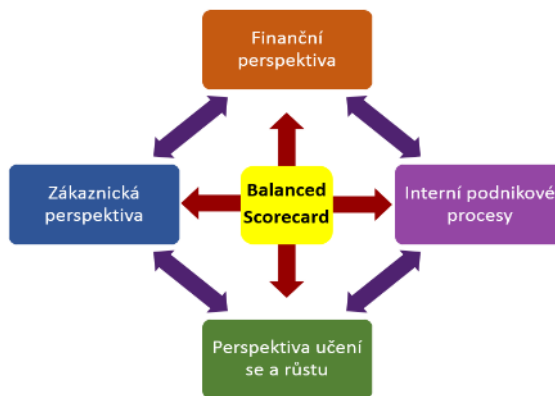 Finanční
perspektiva
Zákaznická
perspektiva
Balanced
Scorecard
Interní podnikové
procesy
Perspektiva učení
se a růstu